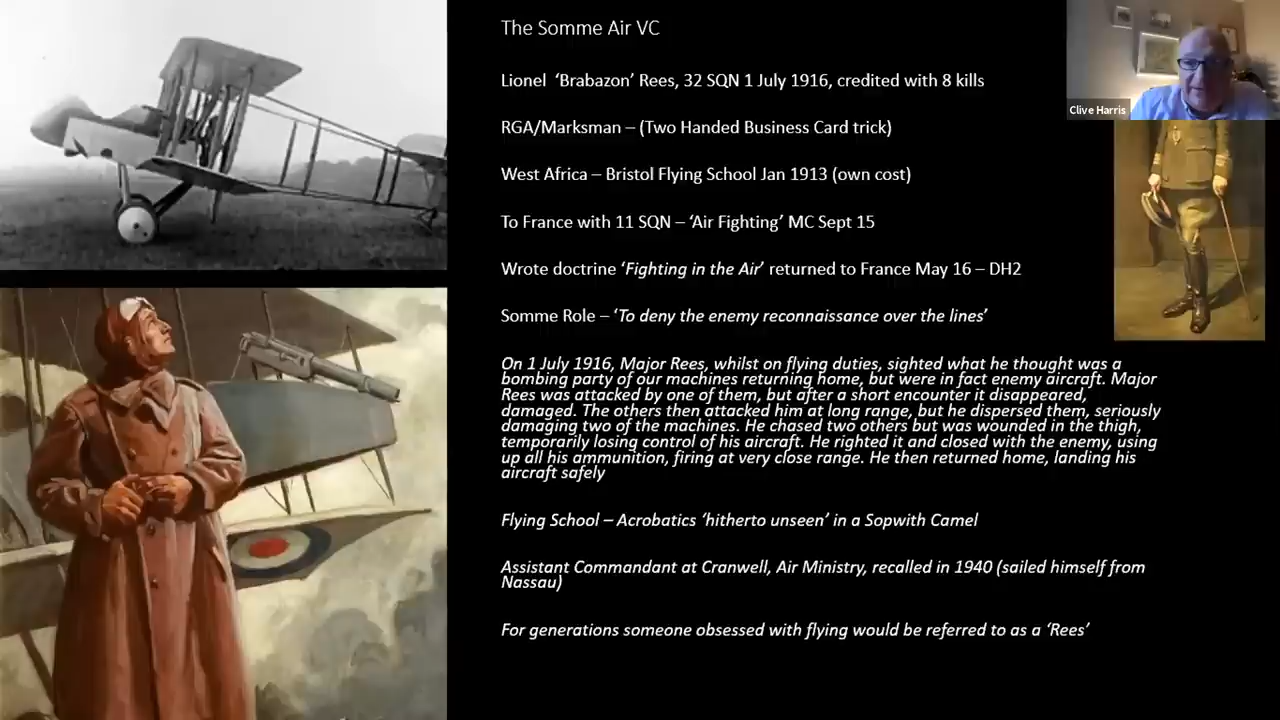 The Somme Air VC
Lionel ‘Brabazon’ Rees, 32 SQN 1 July 1916, credited with 8 kills
Clive Harris
RGA/Marksman – (Two Handed Business Card trick)
West Africa – Bristol Flying School Jan 1913 (own cost)
To France with 11 SQN – ‘Air Fighting’ MC Sept 15
Wrote doctrine ‘Fighting in the Air’ returned to France May 16 – DH2
Somme Role – ‘To deny the enemy reconnaissance over the lines’
On 1 July 1916, Major Rees, whilst on flying duties, sighted what he thought was a
bombing party of our machines returning home, but were in fact enemy aircraft. Major
Rees was attacked by one of them, but after a short encounter it disappeared,
damaged. The others then attacked him at long range, but he dispersed them, seriously
damaging two of the machines. He chased two others but was wounded in the thigh,
temporarily losing control of his aircraft. He righted it and closed with the enemy, using
up all his ammunition, firing at very close range. He then returned home, landing his
aircraft safely
Flying School – Acrobatics ‘hitherto unseen’ in a Sopwith Camel
Assistant Commandant at Cranwell, Air Ministry, recalled in 1940 (sailed himself from
Nassau)
For generations someone obsessed with flying would be referred to as a ‘Rees’